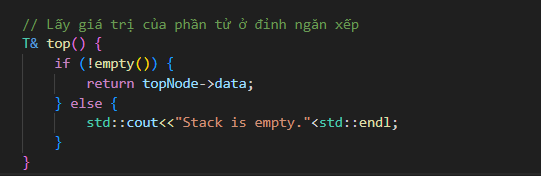 // Lấy giá trị của phần tử ở đỉnh ngăn xếp
T& top() {
    if (!empty()) {
        return topNode->data;
    } else {
        std::cout<<"Stack is empty."<std::endl;
    }
}